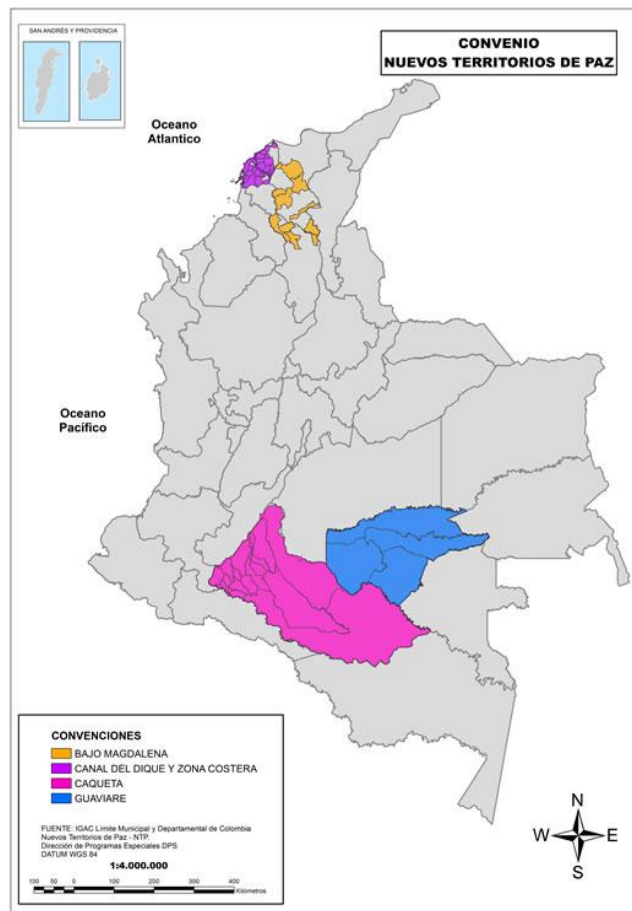 SAN ANDRÉS Y PROVIDENCIA
CONVENIO
NUEVOS TERRITORIOS DE PAZ
Oceano
Atlantico
Oceano
Pacífico
CONVENCIONES
BAJO MAGDALENA
CANAL DEL DIQUE Y ZONA COSTERA
CAQUETA
GUAVIARE
FUENTE: IGAC Límite Municipal y Departamental de Colombia
Nuevos Territorios de Paz - NTP.
Dirección de Programas Especiales DPS
DATUM WGS 84
1:4.000.000
100 50 0 100 200 300 400
Kilómetros
N
W E
S